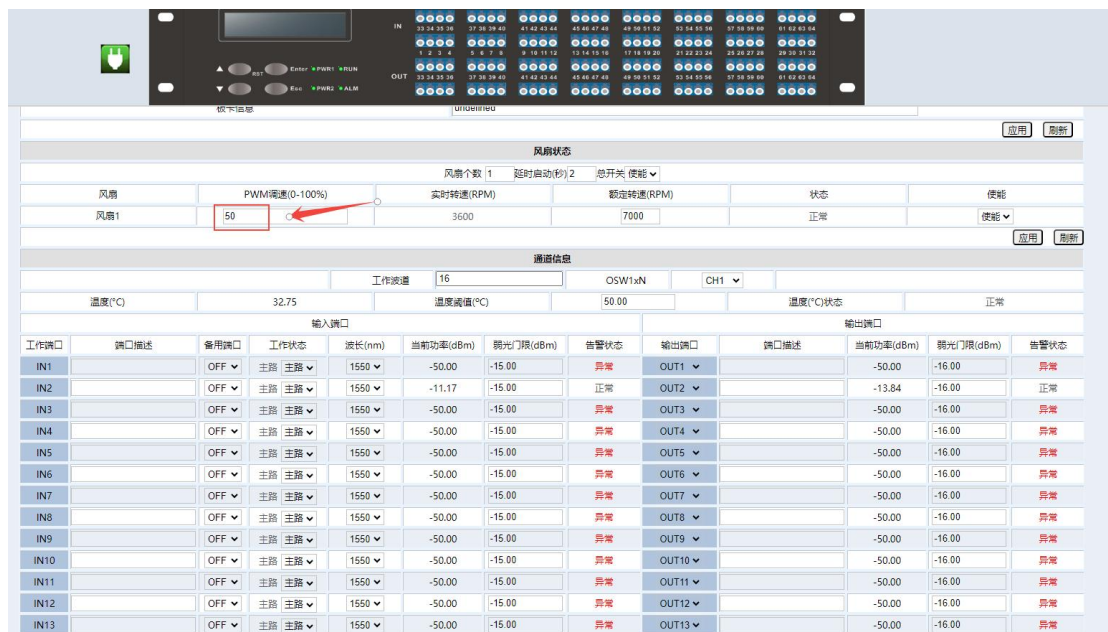 IN 33 34 35 36 37 38 39 40 41 42 43 44 45 46 47 48 49 50 51 52 53 54 55 56 57 58 59 60 61 62 63 64
1 2 3 4 5 6 7 8 9 10 11 12 13 14 15 16 17 18 19 20 21 22 23 24 25 26 27 28 29 30 31 32
RST Enter PWR1 RUN
OUT 33 34 35 36 37 38 39 40 41 42 43 44 45 46 47 48 49 50 51 52 53 54 55 56 57 58 59 60 61 62 63 64
Esc PWR2 ALM
板卡信息 undefined
应用 刷新
风扇状态
风扇个数 1 延时启动(秒) 2 总开关 使能
风扇 PWM调速(0-100%) 实时转速(RPM) 额定转速(RPM) 状态 使能
风扇1 50 3600 7000 正常 使能
应用 刷新
通道信息
工作波道 16 OSW1xN CH1
温度(°C) 32.75 温度阈值(°C) 50.00 温度(°C)状态 正常
输入端口 输出端口
工作端口 端口描述 备用端口 工作状态 波长(nm) 当前功率(dBm) 弱光门限(dBm) 告警状态 输出端口 端口描述 当前功率(dBm) 弱光门限(dBm) 告警状态
IN1 OFF 主路 主路 1550 -50.00 -15.00 异常 OUT1 -50.00 -16.00 异常
IN2 OFF 主路 主路 1550 -11.17 -15.00 正常 OUT2 -13.84 -16.00 正常
IN3 OFF 主路 主路 1550 -50.00 -15.00 异常 OUT3 -50.00 -16.00 异常
IN4 OFF 主路 主路 1550 -50.00 -15.00 异常 OUT4 -50.00 -16.00 异常
IN5 OFF 主路 主路 1550 -50.00 -15.00 异常 OUT5 -50.00 -16.00 异常
IN6 OFF 主路 主路 1550 -50.00 -15.00 异常 OUT6 -50.00 -16.00 异常
IN7 OFF 主路 主路 1550 -50.00 -15.00 异常 OUT7 -50.00 -16.00 异常
IN8 OFF 主路 主路 1550 -50.00 -15.00 异常 OUT8 -50.00 -16.00 异常
IN9 OFF 主路 主路 1550 -50.00 -15.00 异常 OUT9 -50.00 -16.00 异常
IN10 OFF 主路 主路 1550 -50.00 -15.00 异常 OUT10 -50.00 -16.00 异常
IN11 OFF 主路 主路 1550 -50.00 -15.00 异常 OUT11 -50.00 -16.00 异常
IN12 OFF 主路 主路 1550 -50.00 -15.00 异常 OUT12 -50.00 -16.00 异常
IN13 OFF 主路 主路 1550 -50.00 -15.00 异常 OUT13 -50.00 -16.00 异常